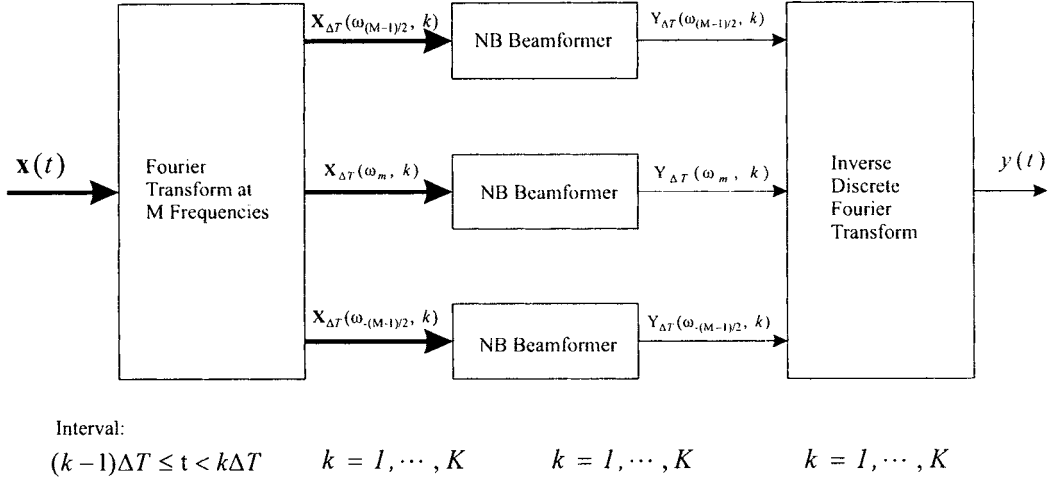 X_ΔT(ω_(M−1)/2, k)
NB Beamformer
Y_ΔT(ω_(M−1)/2, k)
x(t)
Fourier
Transform at
M Frequencies
X_ΔT(ω_m, k)
NB Beamformer
Y_ΔT(ω_m, k)
Inverse
Discrete
Fourier
Transform
y(t)
X_ΔT(ω_-(M-1)/2, k)
NB Beamformer
Y_ΔT(ω_-(M−1)/2, k)
Interval:
(k−1)ΔT ≤ t < kΔT k = 1, ⋯, K k = 1, ⋯, K k = 1, ⋯, K